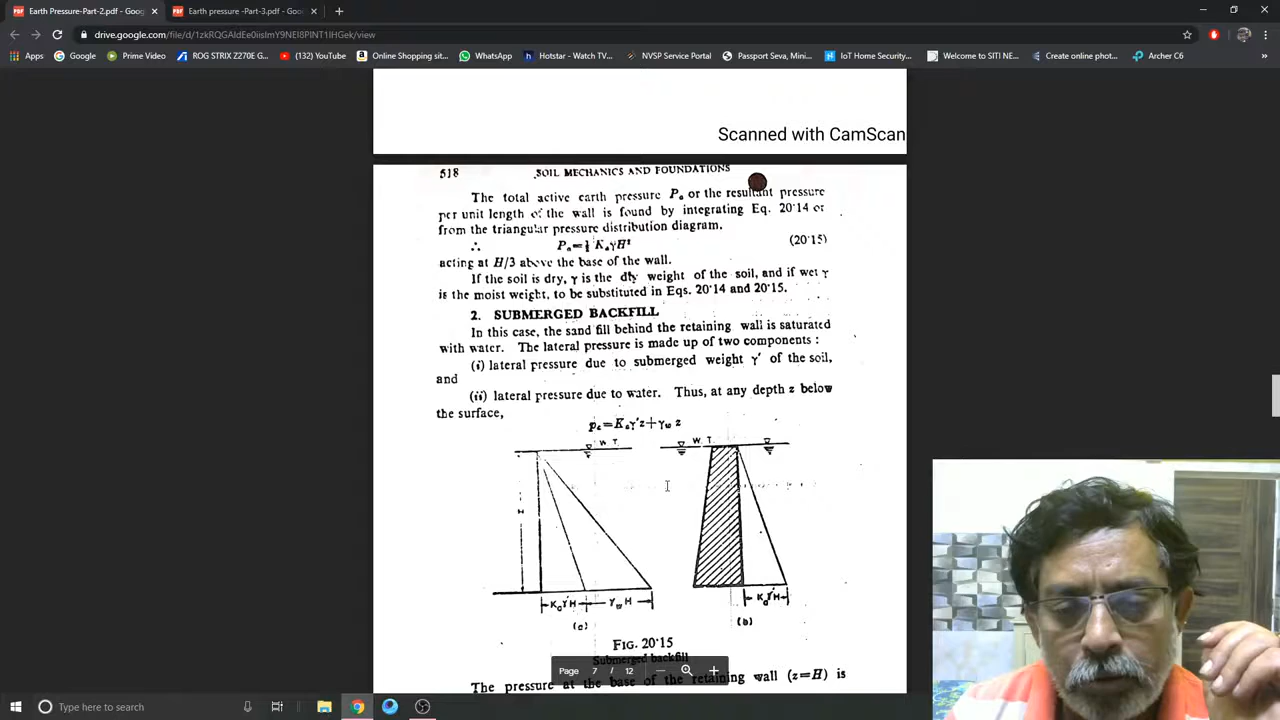 Earth Pressure-Part-2.pdf - Goog
Earth pressure -Part-3.pdf - Goo
drive.google.com/file/d/1zkRQGAIdEe0iisImY9NEI8PINT1IHGek/view
Apps
Google
Prime Video
ROG STRIX Z270E G...
(132) YouTube
Online Shopping sit...
WhatsApp
Hotstar - Watch TV...
NVSP Service Portal
Passport Seva, Mini...
IoT Home Security...
Welcome to SITI NE...
Create online phot...
Archer C6
Scanned with CamScan
518
SOIL MECHANICS AND FOUNDATIONS
The total active earth pressure Pₐ or the resultant pressure
per unit length of the wall is found by integrating Eq. 20·14 or
from the triangular pressure distribution diagram.
∴ Pₐ=½ KₐγH² (20·15)
acting at H/3 above the base of the wall.
If the soil is dry, γ is the dry weight of the soil, and if wet γ
is the moist weight, to be substituted in Eqs. 20·14 and 20·15.
2. SUBMERGED BACKFILL
In this case, the sand fill behind the retaining wall is saturated
with water. The lateral pressure is made up of two components :
(i) lateral pressure due to submerged weight γ′ of the soil,
and
(ii) lateral pressure due to water. Thus, at any depth z below
the surface,
pₐ=Kₐγ′z+γw z
W T.
W. T.
H
Kₐγ′H
γw H
Kₐγ′H
(a)
(b)
FIG. 20·15
Submerged backfill
Page 7 / 12
The pressure at the base of the retaining wall (z=H) is
Type here to search